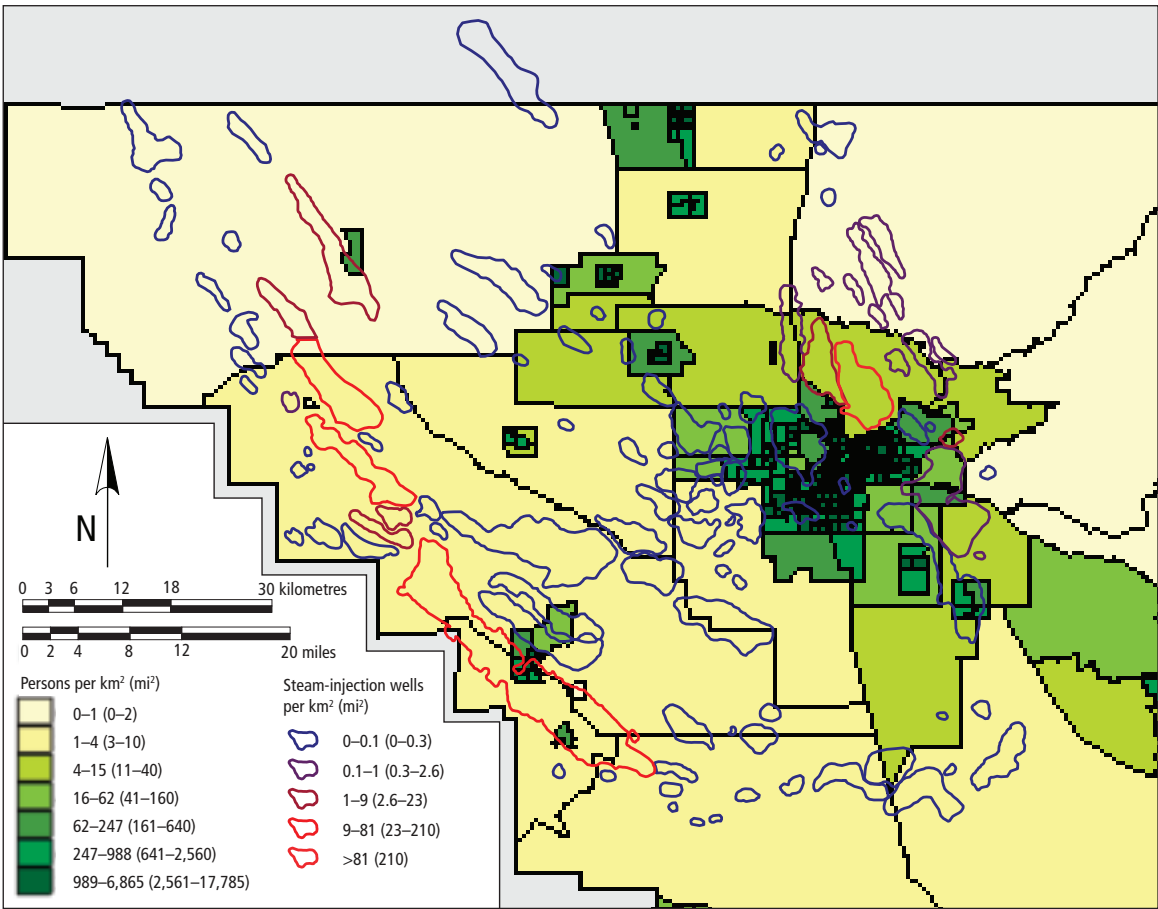 N
0 3 6 12 18 30 kilometres
0 2 4 8 12 20 miles
Persons per km² (mi²)
0–1 (0–2)
1–4 (3–10)
4–15 (11–40)
16–62 (41–160)
62–247 (161–640)
247–988 (641–2,560)
989–6,865 (2,561–17,785)
Steam-injection wells
per km² (mi²)
0–0.1 (0–0.3)
0.1–1 (0.3–2.6)
1–9 (2.6–23)
9–81 (23–210)
>81 (210)